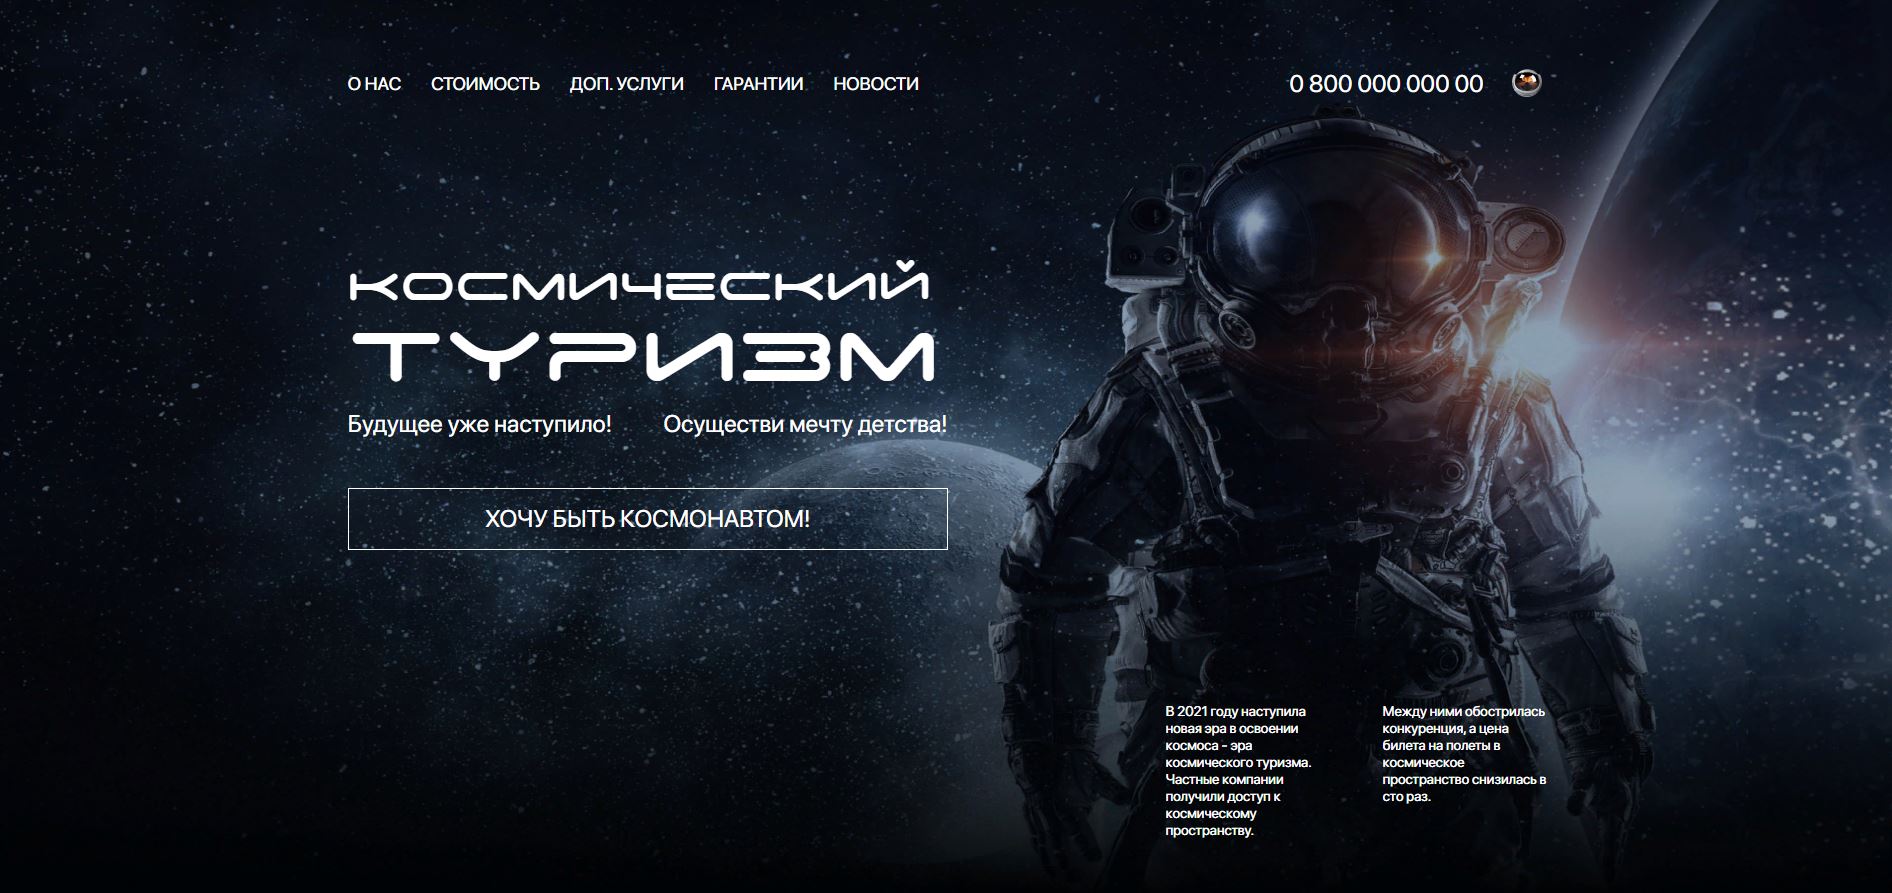 О НАС СТОИМОСТЬ ДОП. УСЛУГИ ГАРАНТИИ НОВОСТИ 0 800 000 000 00
КОСМИЧЕСКИЙ
ТУРИЗМ
Будущее уже наступило! Осуществи мечту детства!
ХОЧУ БЫТЬ КОСМОНАВТОМ!
В 2021 году наступила
новая эра в освоении
космоса - эра
космического туризма.
Частные компании
получили доступ к
космическому
пространству.
Между ними обострилась
конкуренция, а цена
билета на полеты в
космическое
пространство снизилась в
сто раз.